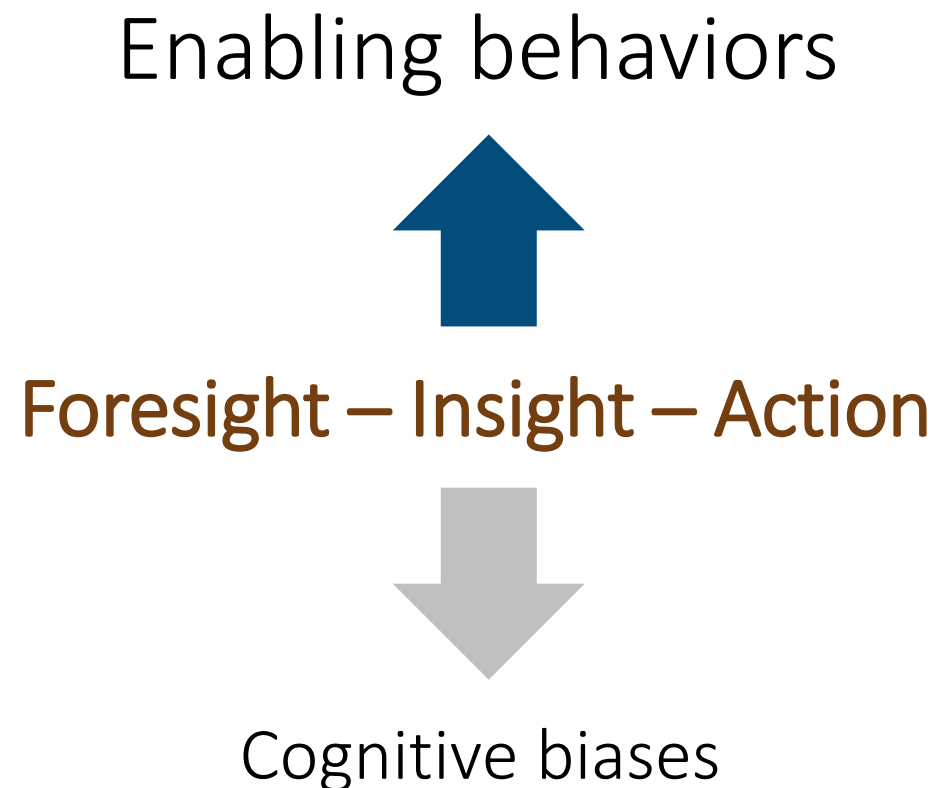 Enabling behaviors
Foresight – Insight – Action
Cognitive biases